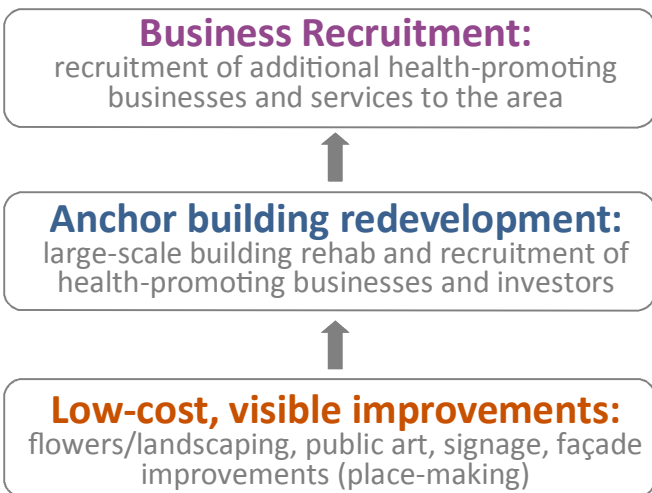 Business Recruitment:
recruitment of additional health-promoting
businesses and services to the area
Anchor building redevelopment:
large-scale building rehab and recruitment of
health-promoting businesses and investors
Low-cost, visible improvements:
flowers/landscaping, public art, signage, façade
improvements (place-making)